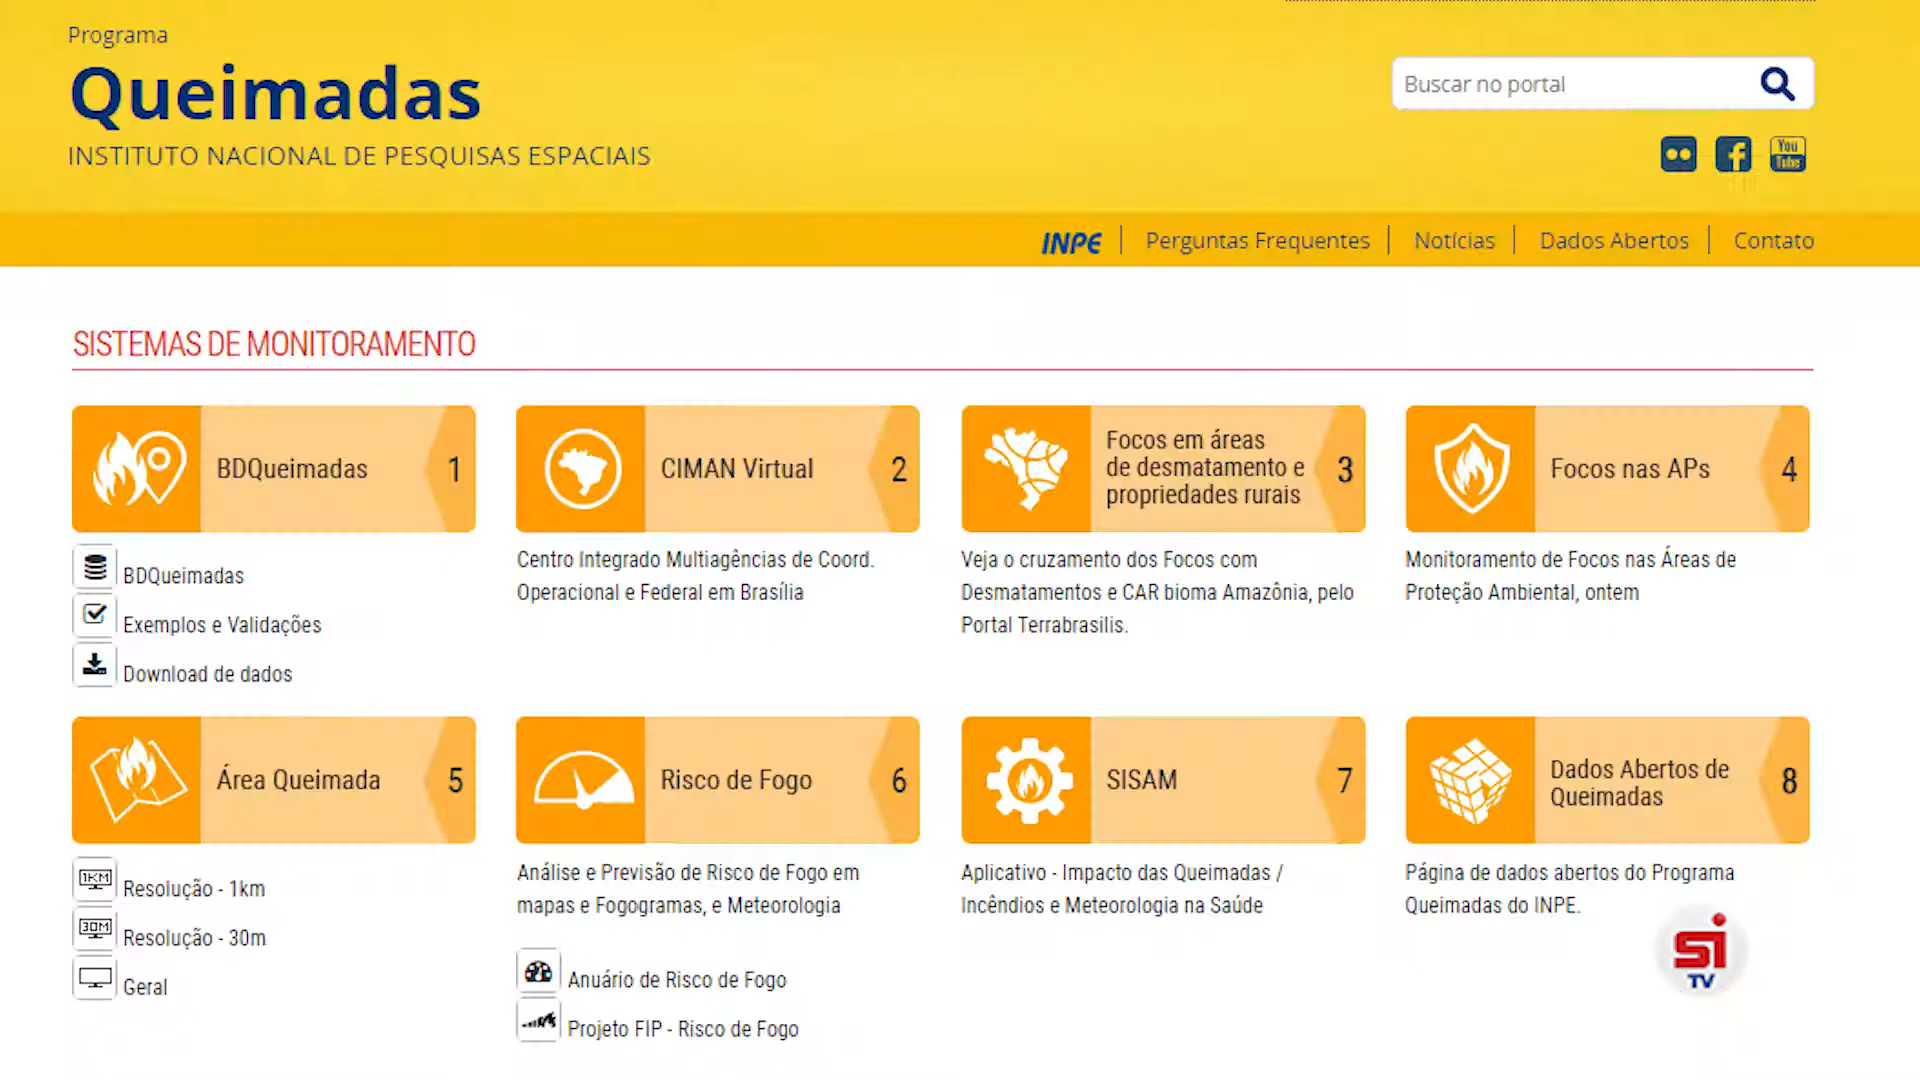 Programa
Queimadas
INSTITUTO NACIONAL DE PESQUISAS ESPACIAIS
Buscar no portal
You
Tube
INPE
Perguntas Frequentes
Notícias
Dados Abertos
Contato
SISTEMAS DE MONITORAMENTO
BDQueimadas
1
BDQueimadas
Exemplos e Validações
Download de dados
CIMAN Virtual
2
Centro Integrado Multiagências de Coord.
Operacional e Federal em Brasília
Focos em áreas
de desmatamento e
propriedades rurais
3
Veja o cruzamento dos Focos com
Desmatamentos e CAR bioma Amazônia, pelo
Portal Terrabrasilis.
Focos nas APs
4
Monitoramento de Focos nas Áreas de
Proteção Ambiental, ontem
Área Queimada
5
1KM
Resolução - 1km
30M
Resolução - 30m
Geral
Risco de Fogo
6
Análise e Previsão de Risco de Fogo em
mapas e Fogogramas, e Meteorologia
Anuário de Risco de Fogo
Projeto FIP - Risco de Fogo
SISAM
7
Aplicativo - Impacto das Queimadas /
Incêndios e Meteorologia na Saúde
Dados Abertos de
Queimadas
8
Página de dados abertos do Programa
Queimadas do INPE.
si
TV